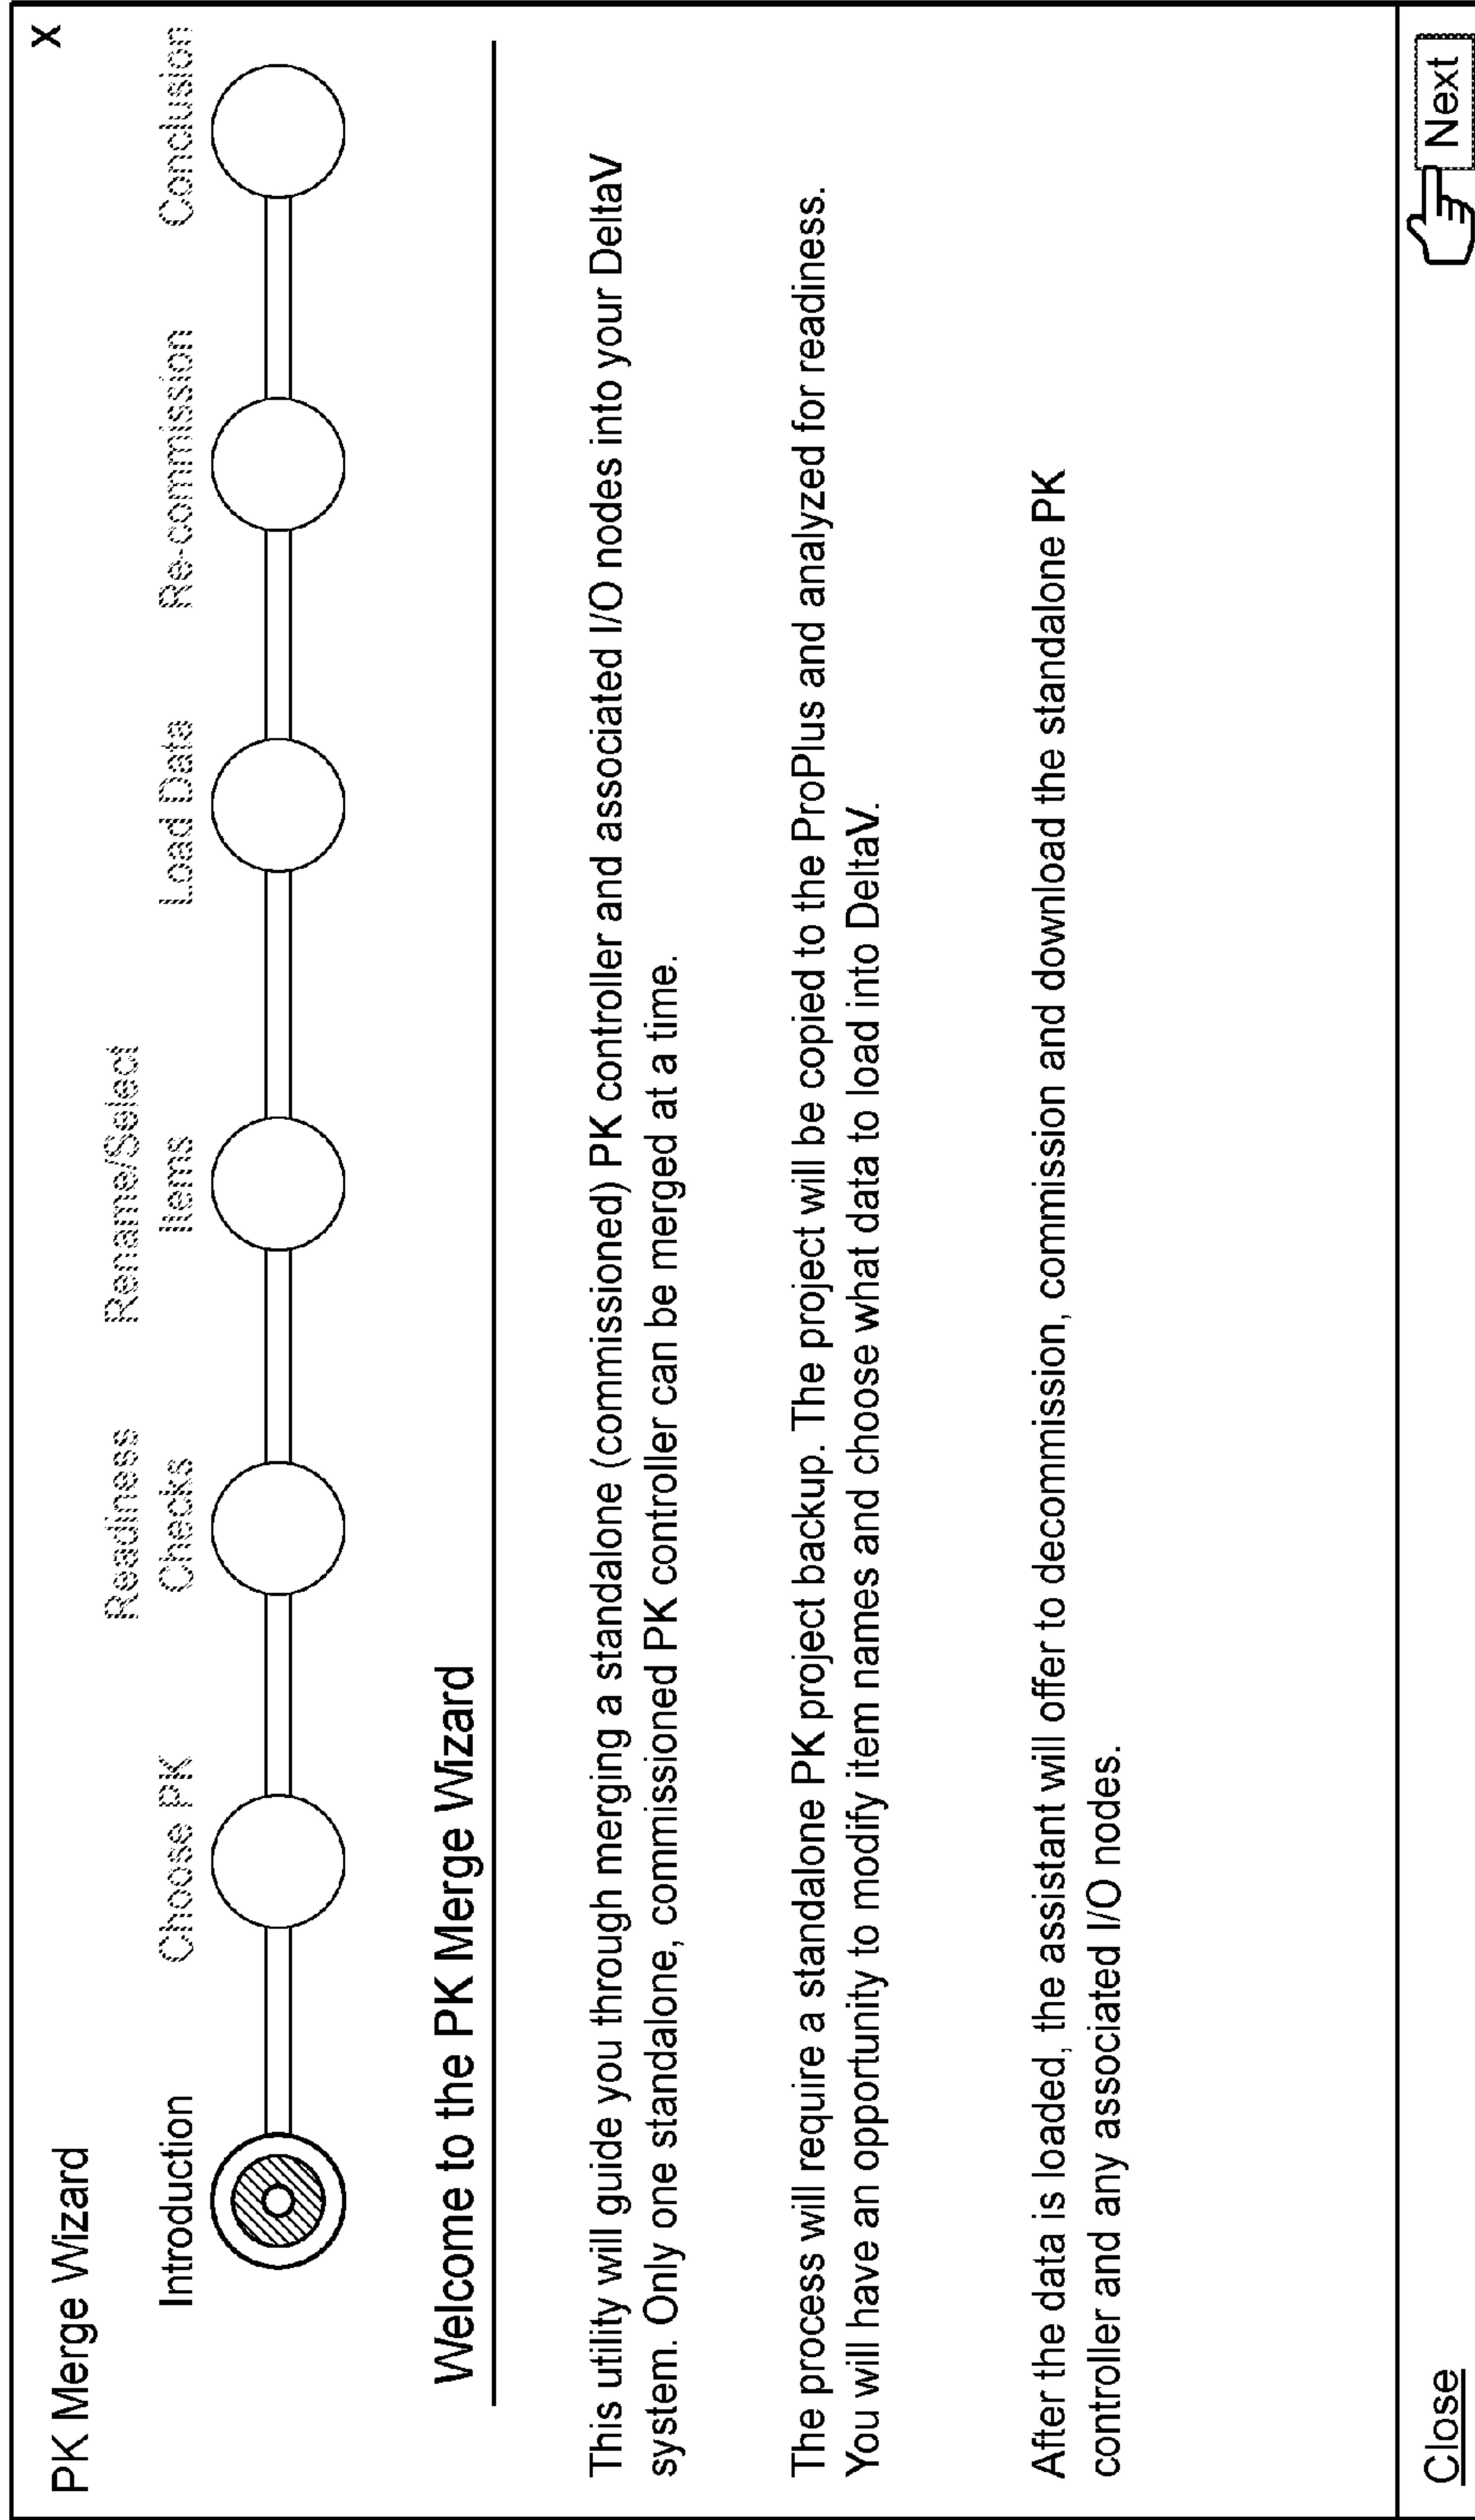 PK Merge Wizard
X
Introduction
Choose PK
Readiness
Checks
Rename/Select
Items
Load Data
Re-commission
Conclusion
Welcome to the PK Merge Wizard
This utility will guide you through merging a standalone (commissioned) PK controller and associated I/O nodes into your DeltaV
system. Only one standalone, commissioned PK controller can be merged at a time.
The process will require a standalone PK project backup. The project will be copied to the ProPlus and analyzed for readiness.
You will have an opportunity to modify item names and choose what data to load into DeltaV.
After the data is loaded, the assistant will offer to decommission, commission and download the standalone PK
controller and any associated I/O nodes.
Close
Next